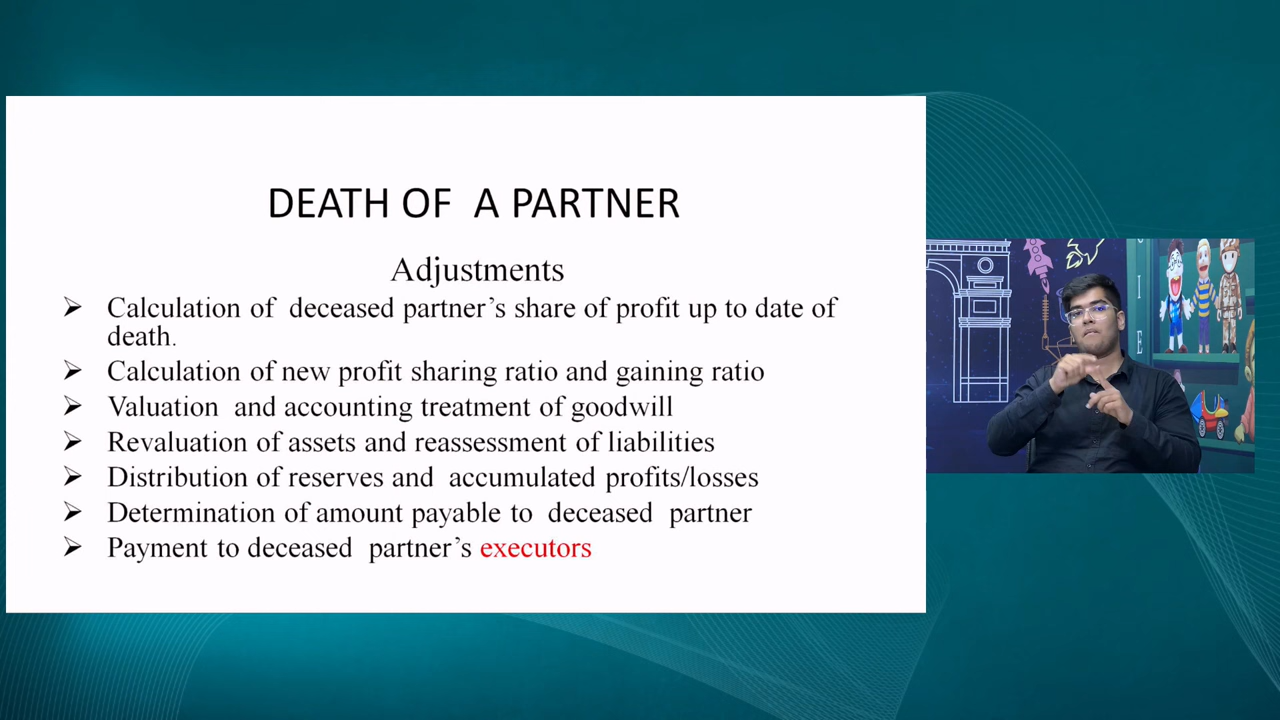 DEATH OF A PARTNER
Adjustments
➢ Calculation of deceased partner’s share of profit up to date of
death.
➢ Calculation of new profit sharing ratio and gaining ratio
➢ Valuation and accounting treatment of goodwill
➢ Revaluation of assets and reassessment of liabilities
➢ Distribution of reserves and accumulated profits/losses
➢ Determination of amount payable to deceased partner
➢ Payment to deceased partner’s executors
I
E